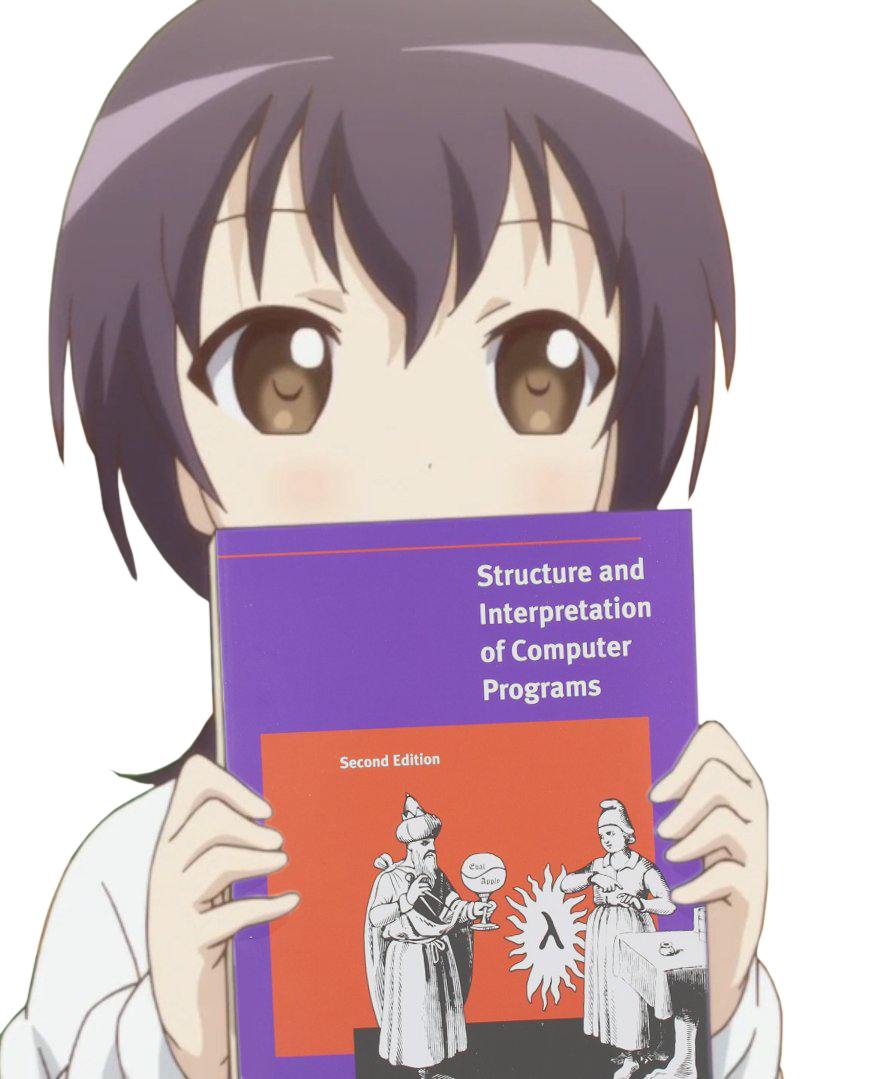 Structure and
Interpretation
of Computer
Programs
Second Edition
Eval
Apply
λ